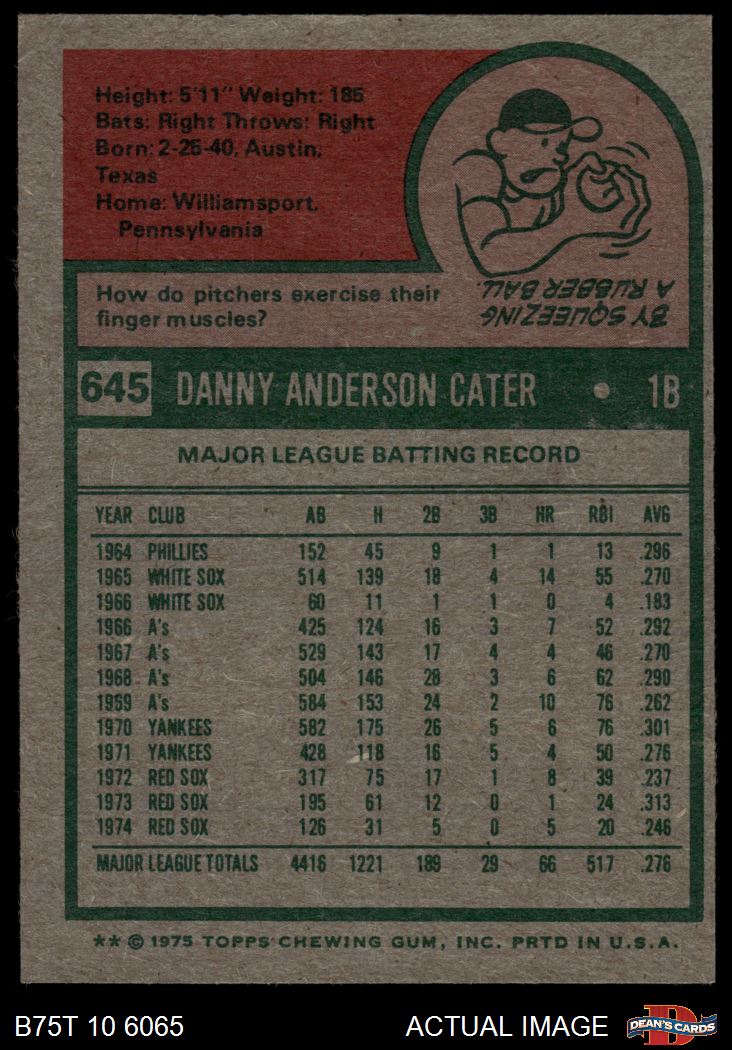 Height: 5'11" Weight: 185
Bats: Right Throws: Right
Born: 2-25-40, Austin,
Texas
Home: Williamsport,
Pennsylvania
How do pitchers exercise their
finger muscles?
BY SQUEEZING
A RUBBER BALL.
645 DANNY ANDERSON CATER • 1B
MAJOR LEAGUE BATTING RECORD
YEAR CLUB AB H 2B 3B HR RBI AVG
1964 PHILLIES 152 45 9 1 1 13 .296
1965 WHITE SOX 514 139 18 4 14 55 .270
1966 WHITE SOX 60 11 1 1 0 4 .183
1966 A's 425 124 16 3 7 52 .292
1967 A's 529 143 17 4 4 46 .270
1968 A's 504 146 28 3 6 62 .290
1969 A's 584 153 24 2 10 76 .262
1970 YANKEES 582 175 26 5 6 76 .301
1971 YANKEES 428 118 16 5 4 50 .276
1972 RED SOX 317 75 17 1 8 39 .237
1973 RED SOX 195 61 12 0 1 24 .313
1974 RED SOX 126 31 5 0 5 20 .246
MAJOR LEAGUE TOTALS 4416 1221 189 29 66 517 .276
** © 1975 TOPPS CHEWING GUM, INC. PRTD IN U.S.A.
B75T 10 6065 ACTUAL IMAGE D DEAN'S CARDS